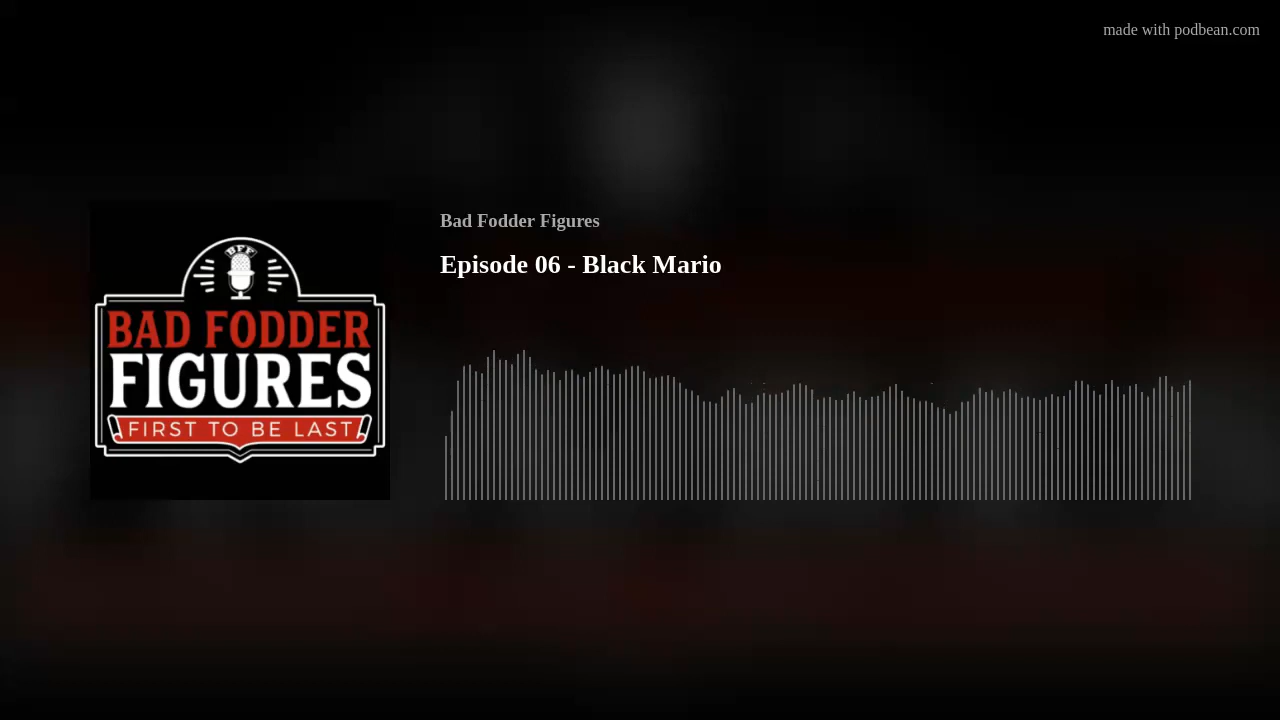 made with podbean.com
Bad Fodder Figures
Episode 06 - Black Mario
BFF
BAD FODDER
FIGURES
FIRST TO BE LAST